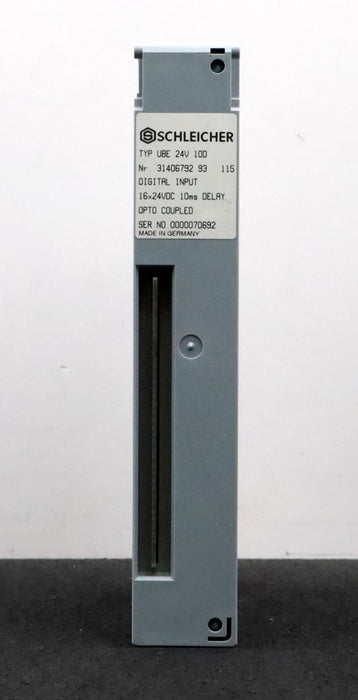 SCHLEICHER
TYP UBE 24V 10D
Nr 31406792 93 115
DIGITAL INPUT
16x24VDC 10ms DELAY
OPTO COUPLED
SER NO 0000070692
MADE IN GERMANY